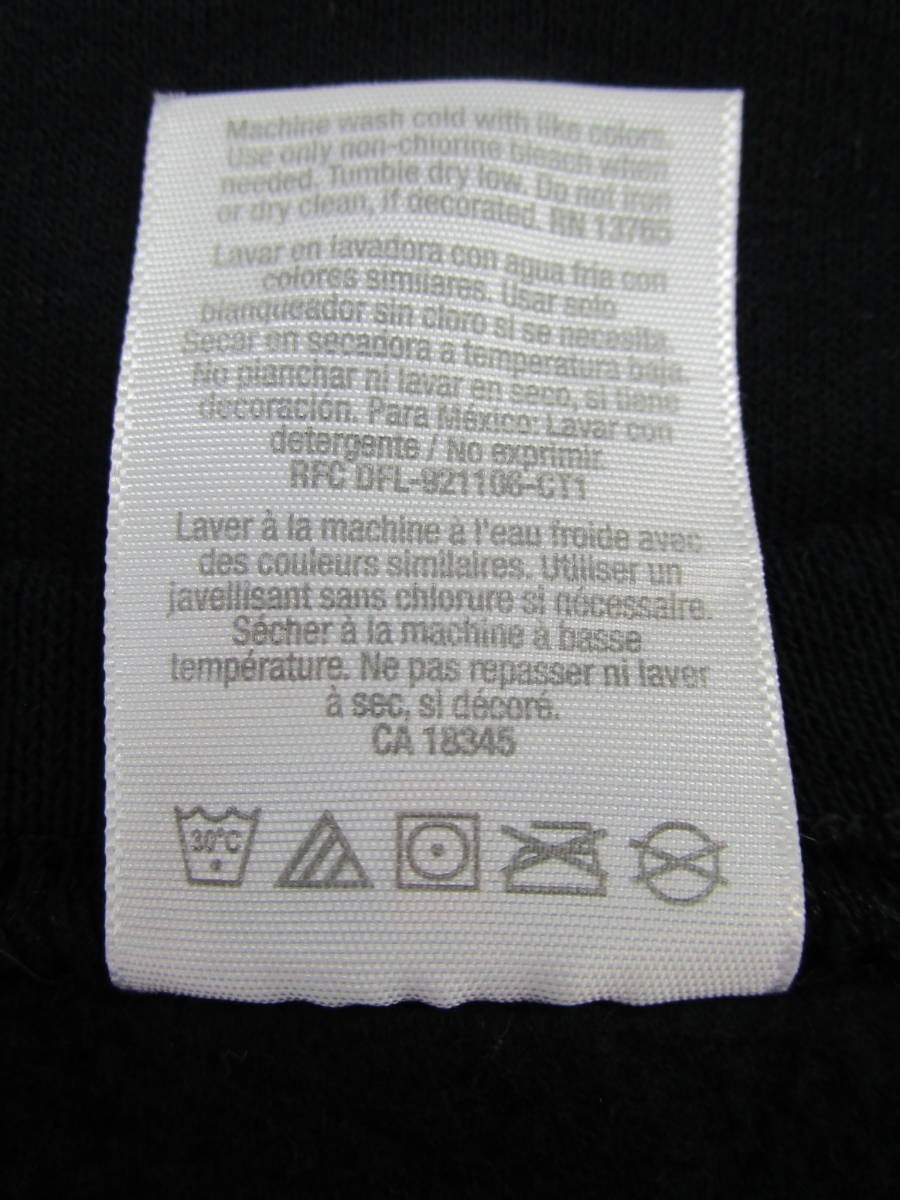 Machine wash cold with like colors.
Use only non-chlorine bleach when
needed. Tumble dry low. Do not iron
or dry clean, if decorated. RN 13765
Lavar en lavadora con agua fria con
colores similares. Usar solo
blanqueador sin cloro si se necesita.
Secar en secadora a temperatura baja.
No planchar ni lavar en seco, si tiene
decoración. Para México: Lavar con
detergente / No exprimir.
RFC DFL-921106-CT1
Laver à la machine à l'eau froide avec
des couleurs similaires. Utiliser un
javellisant sans chlorure si nécessaire.
Sécher à la machine à basse
température. Ne pas repasser ni laver
à sec, si décoré.
CA 18345
30°C